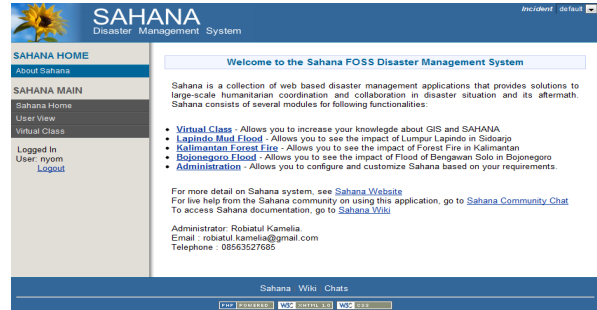 SAHANA
Disaster Management System
Incident default
SAHANA HOME
About Sahana
SAHANA MAIN
Sahana Home
User View
Virtual Class
Logged In
User: nyom
Logout
Welcome to the Sahana FOSS Disaster Management System
Sahana is a collection of web based disaster management applications that provides solutions to
large-scale humanitarian coordination and collaboration in disaster situation and its aftermath.
Sahana consists of several modules for following functionalities:
Virtual Class - Allows you to increase your knowlegde about GIS and SAHANA
Lapindo Mud Flood - Allows you to see the impact of Lumpur Lapindo in Sidoarjo
Kalimantan Forest Fire - Allows you to see the impact of Forest Fire in Kalimantan
Bojonegoro Flood - Allows you to see the impact of Flood of Bengawan Solo in Bojonegoro
Administration - Allows you to configure and customize Sahana based on your requirements.
For more detail on Sahana system, see Sahana Website
For live help from the Sahana community on using this application, go to Sahana Community Chat
To access Sahana documentation, go to Sahana Wiki
Administrator: Robiatul Kamelia.
Email : robiatul.kamelia@gmail.com
Telephone : 08563527685
Sahana Wiki Chats
PHP POWERED W3C XHTML 1.0 W3C CSS